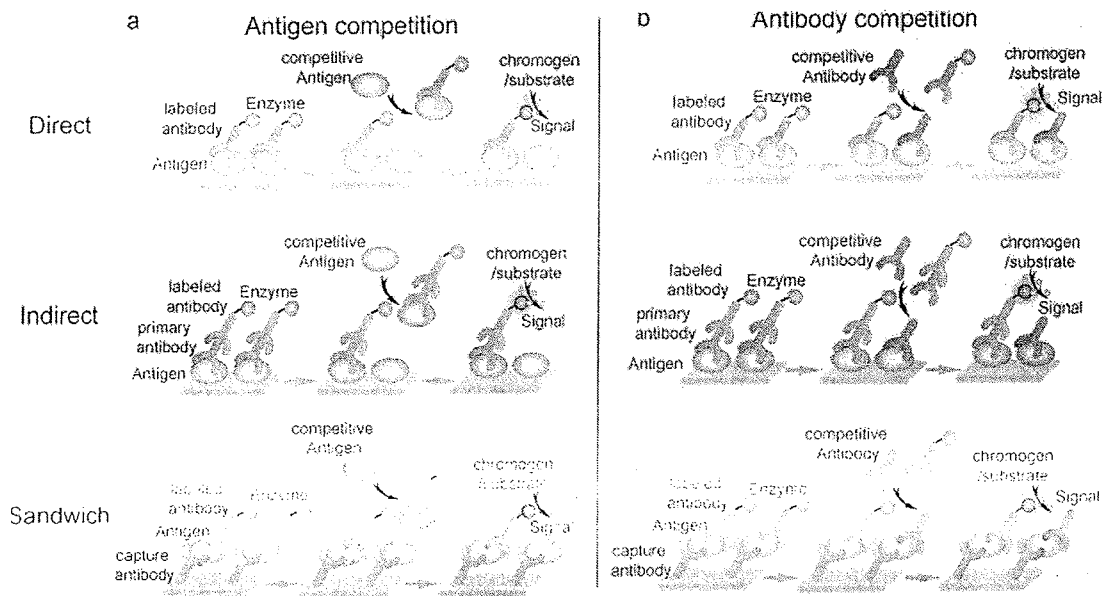 a
Antigen competition
Direct
competitive
Antigen
chromogen
/substrate
labeled
antibody
Enzyme
Signal
Antigen
Indirect
competitive
Antigen
chromogen
/substrate
labeled
antibody
Enzyme
primary
antibody
Signal
Antigen
Sandwich
competitive
Antigen
chromogen
/substrate
labeled
antibody
Enzyme
Antigen
Signal
capture
antibody
b
Antibody competition
competitive
Antibody
chromogen
/substrate
labeled
antibody
Enzyme
Signal
Antigen
competitive
Antibody
chromogen
/substrate
labeled
antibody
Enzyme
primary
antibody
Signal
Antigen
competitive
Antibody
chromogen
/substrate
labeled
antibody
Enzyme
Signal
Antigen
capture
antibody